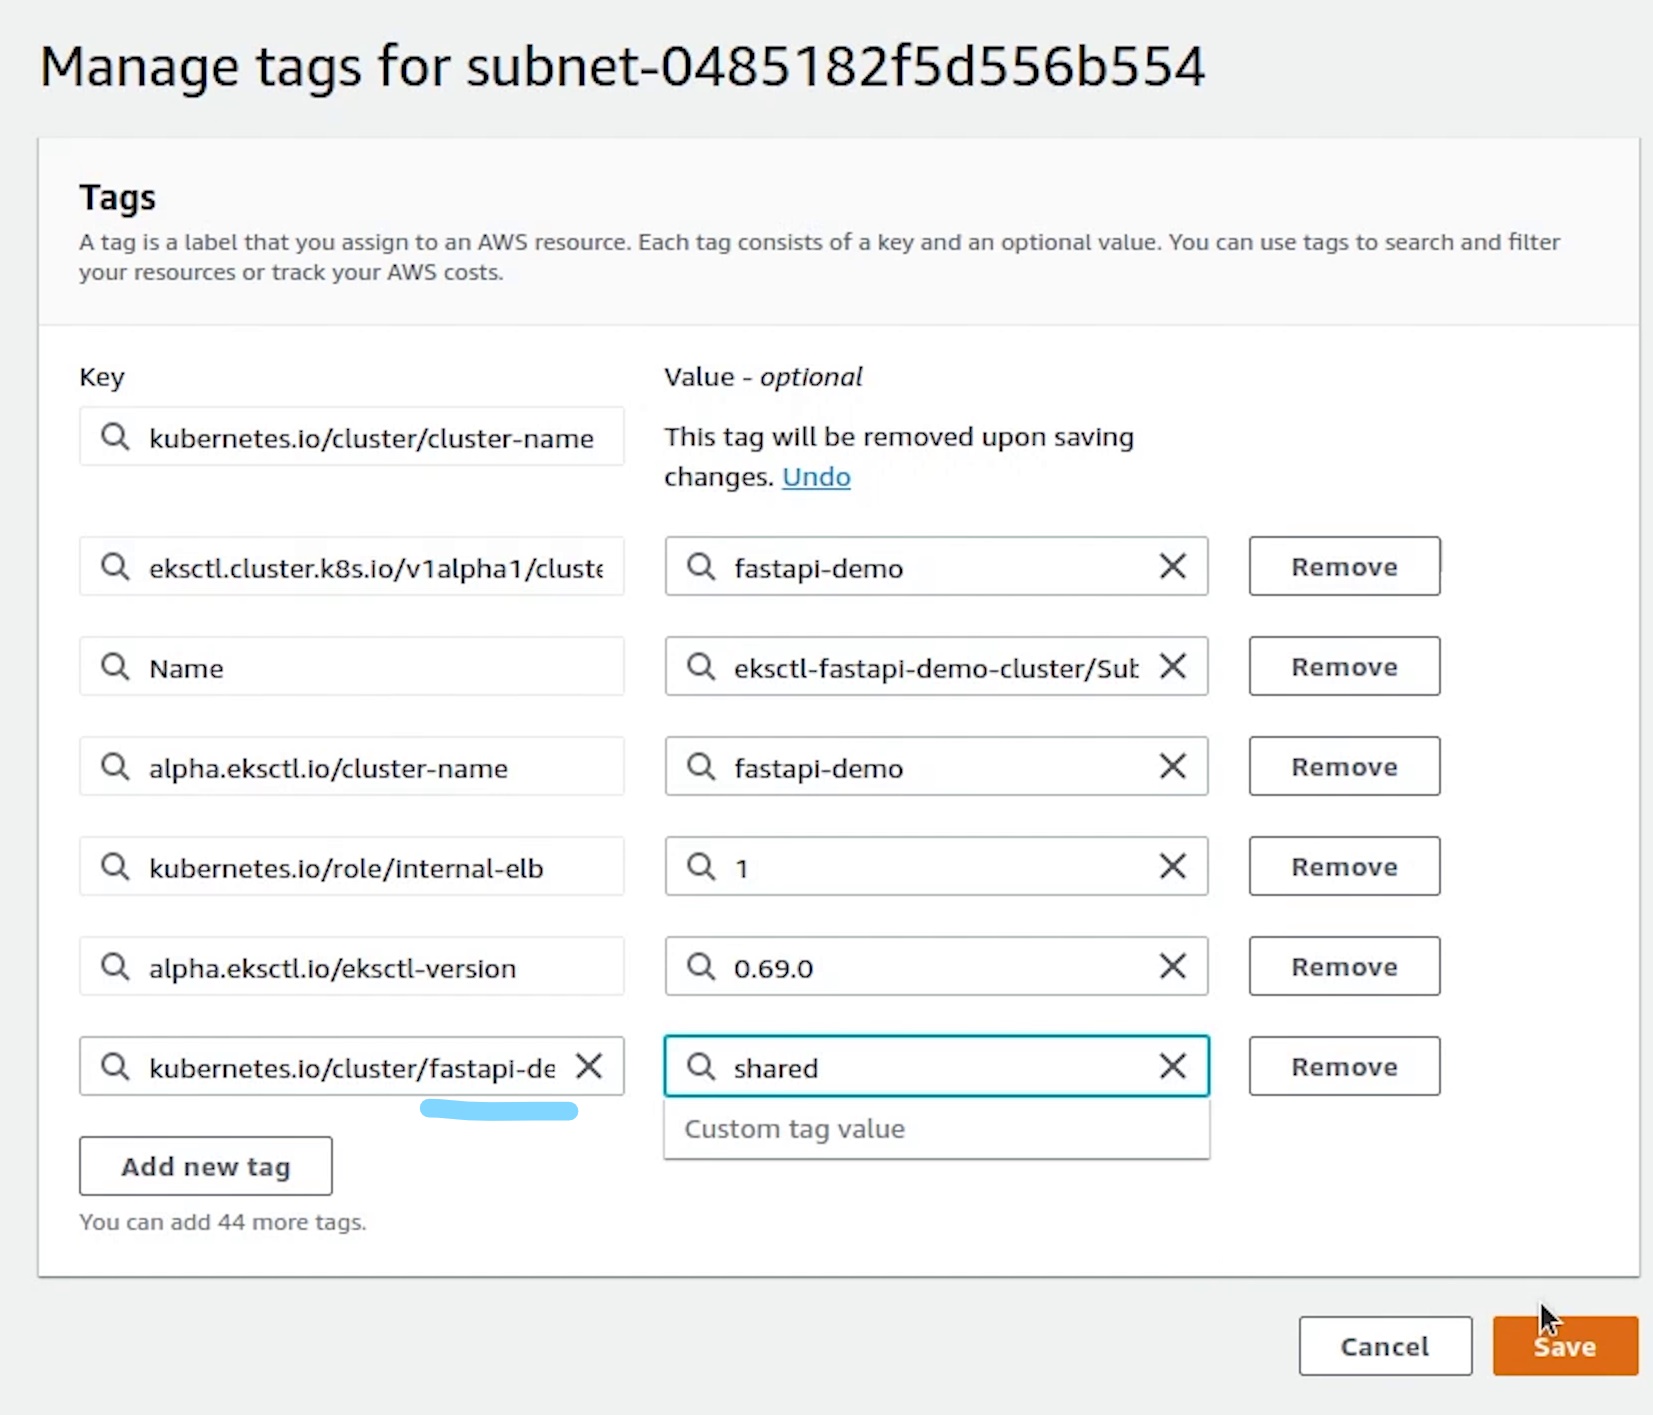 Manage tags for subnet-0485182f5d556b554
Tags
A tag is a label that you assign to an AWS resource. Each tag consists of a key and an optional value. You can use tags to search and filter
your resources or track your AWS costs.
Key
Value - optional
kubernetes.io/cluster/cluster-name
This tag will be removed upon saving
changes. Undo
eksctl.cluster.k8s.io/v1alpha1/cluste
fastapi-demo
Remove
Name
eksctl-fastapi-demo-cluster/Sub
Remove
alpha.eksctl.io/cluster-name
fastapi-demo
Remove
kubernetes.io/role/internal-elb
1
Remove
alpha.eksctl.io/eksctl-version
0.69.0
Remove
kubernetes.io/cluster/fastapi-de
shared
Remove
Custom tag value
Add new tag
You can add 44 more tags.
Cancel
Save